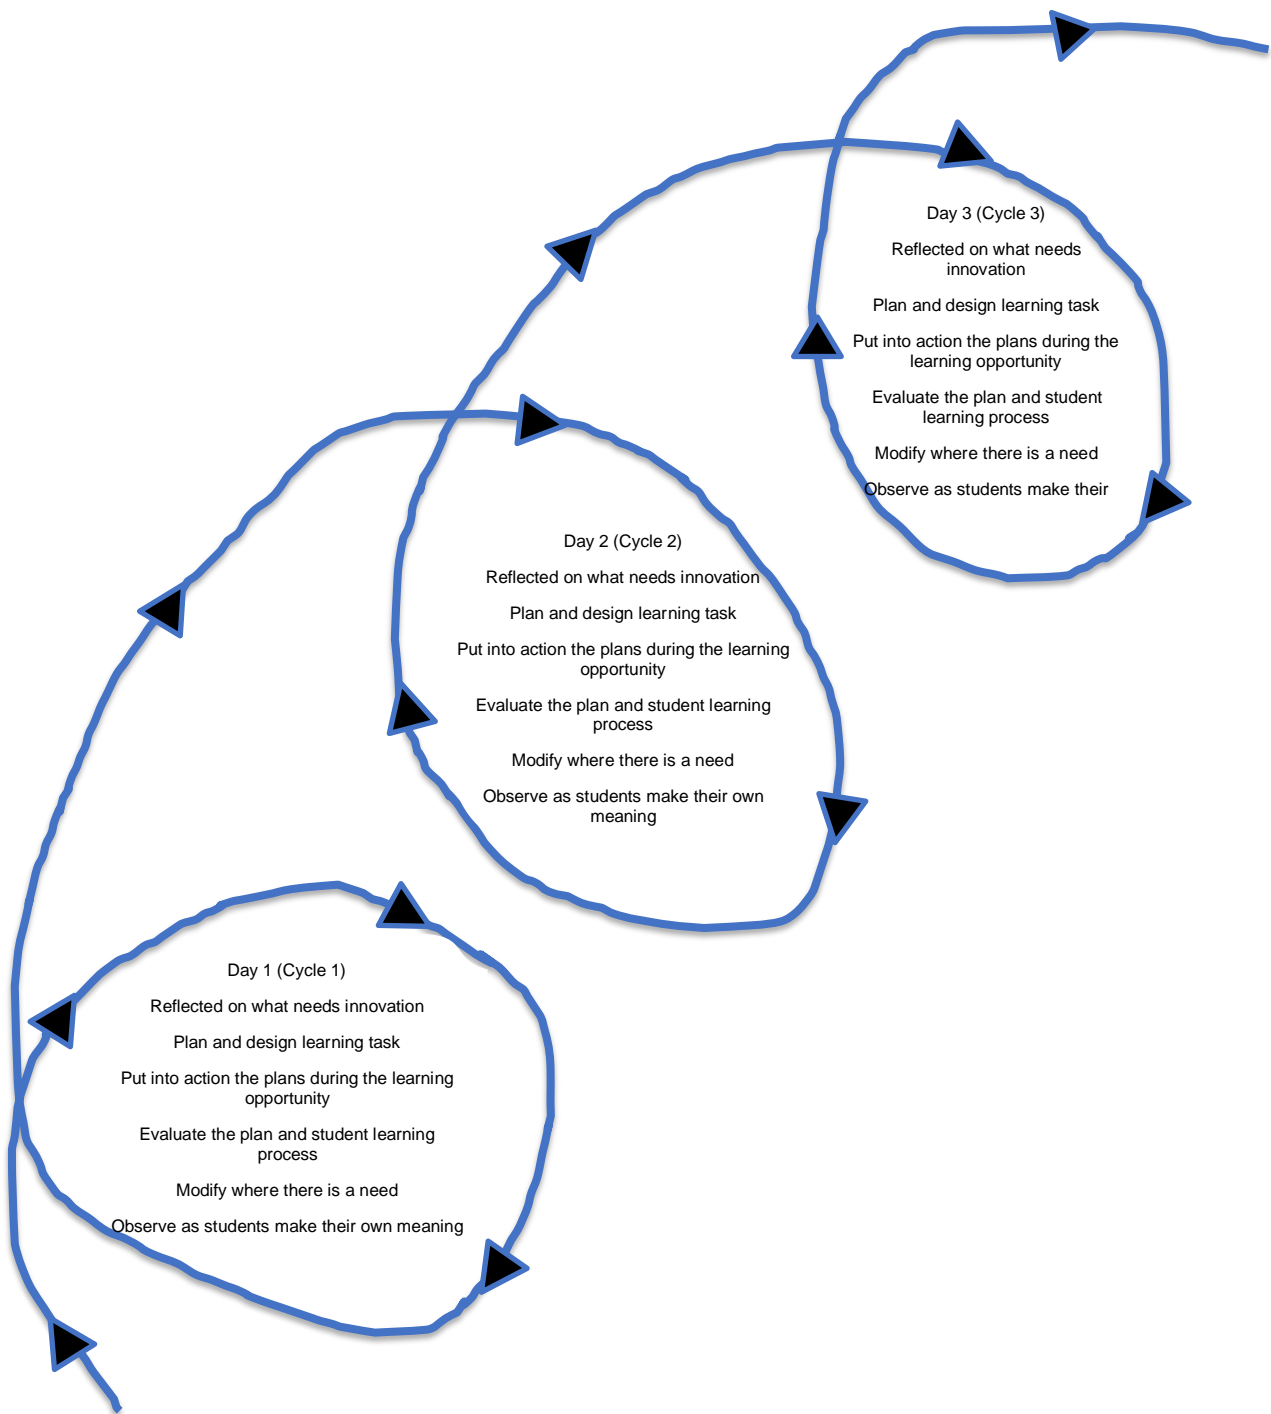 Day 3 (Cycle 3)
Reflected on what needs
innovation
Plan and design learning task
Put into action the plans during the
learning opportunity
Evaluate the plan and student
learning process
Modify where there is a need
Observe as students make their
Day 2 (Cycle 2)
Reflected on what needs innovation
Plan and design learning task
Put into action the plans during the learning
opportunity
Evaluate the plan and student learning
process
Modify where there is a need
Observe as students make their own
meaning
Day 1 (Cycle 1)
Reflected on what needs innovation
Plan and design learning task
Put into action the plans during the learning
opportunity
Evaluate the plan and student learning
process
Modify where there is a need
Observe as students make their own meaning